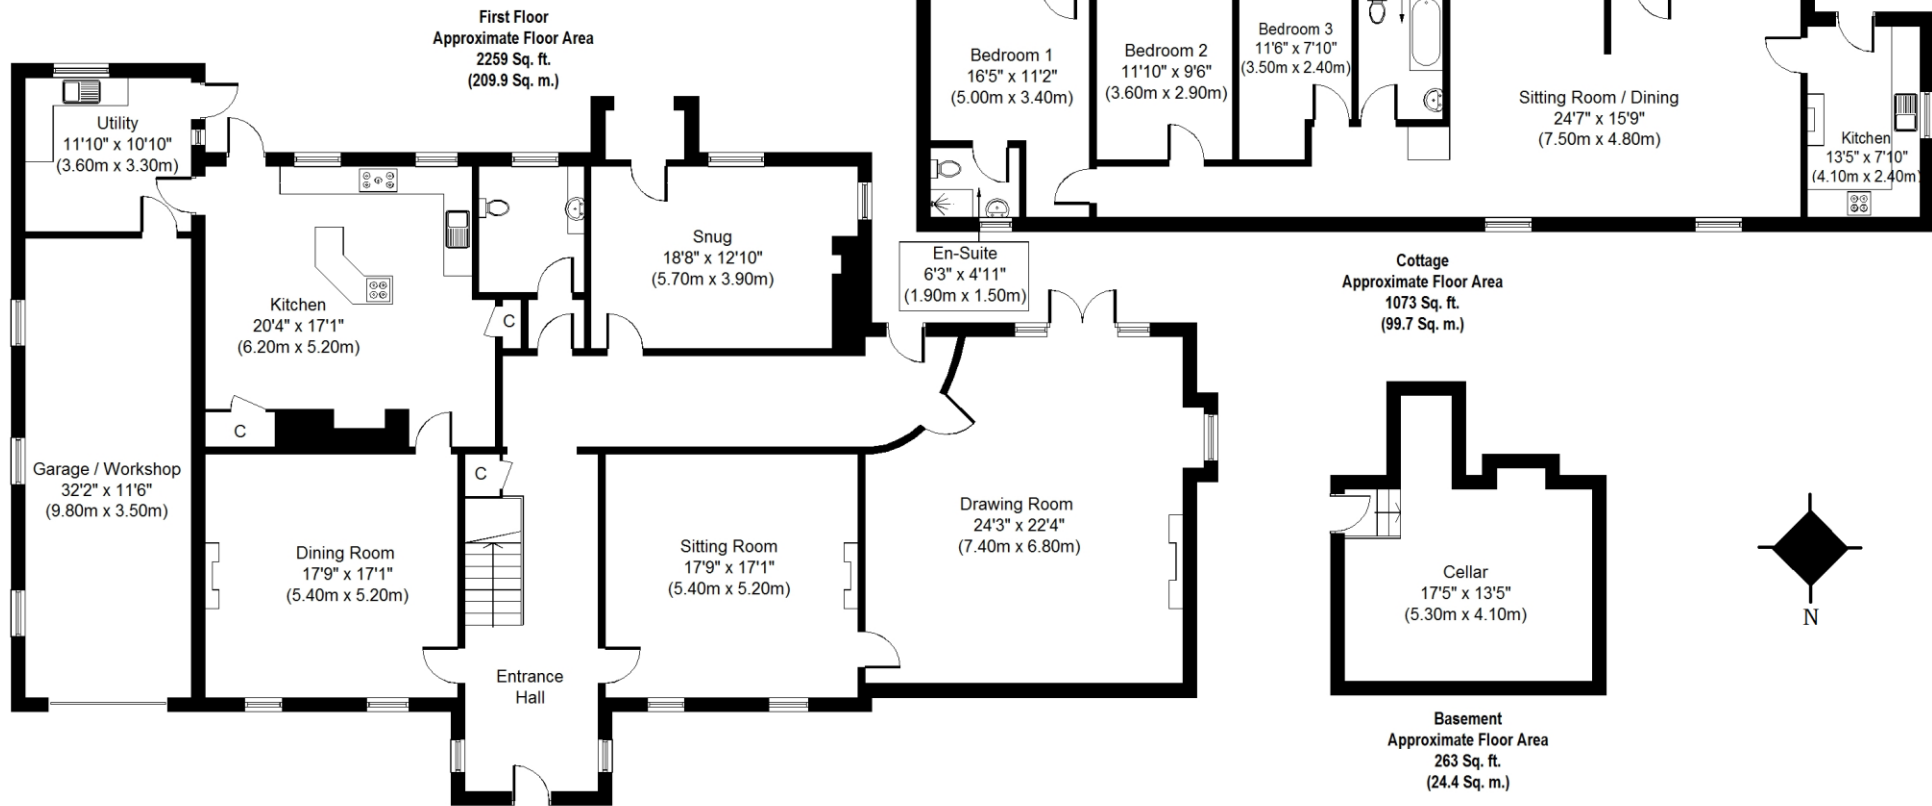 First Floor
Approximate Floor Area
2259 Sq. ft.
(209.9 Sq. m.)
Utility
11'10" x 10'10"
(3.60m x 3.30m)
Kitchen
20'4" x 17'1"
(6.20m x 5.20m)
C
C
C
Snug
18'8" x 12'10"
(5.70m x 3.90m)
Garage / Workshop
32'2" x 11'6"
(9.80m x 3.50m)
Dining Room
17'9" x 17'1"
(5.40m x 5.20m)
Sitting Room
17'9" x 17'1"
(5.40m x 5.20m)
Drawing Room
24'3" x 22'4"
(7.40m x 6.80m)
Entrance
Hall
Bedroom 1
16'5" x 11'2"
(5.00m x 3.40m)
Bedroom 2
11'10" x 9'6"
(3.60m x 2.90m)
Bedroom 3
11'6" x 7'10"
(3.50m x 2.40m)
Sitting Room / Dining
24'7" x 15'9"
(7.50m x 4.80m)
Kitchen
13'5" x 7'10"
(4.10m x 2.40m)
En-Suite
6'3" x 4'11"
(1.90m x 1.50m)
Cottage
Approximate Floor Area
1073 Sq. ft.
(99.7 Sq. m.)
Cellar
17'5" x 13'5"
(5.30m x 4.10m)
N
Basement
Approximate Floor Area
263 Sq. ft.
(24.4 Sq. m.)